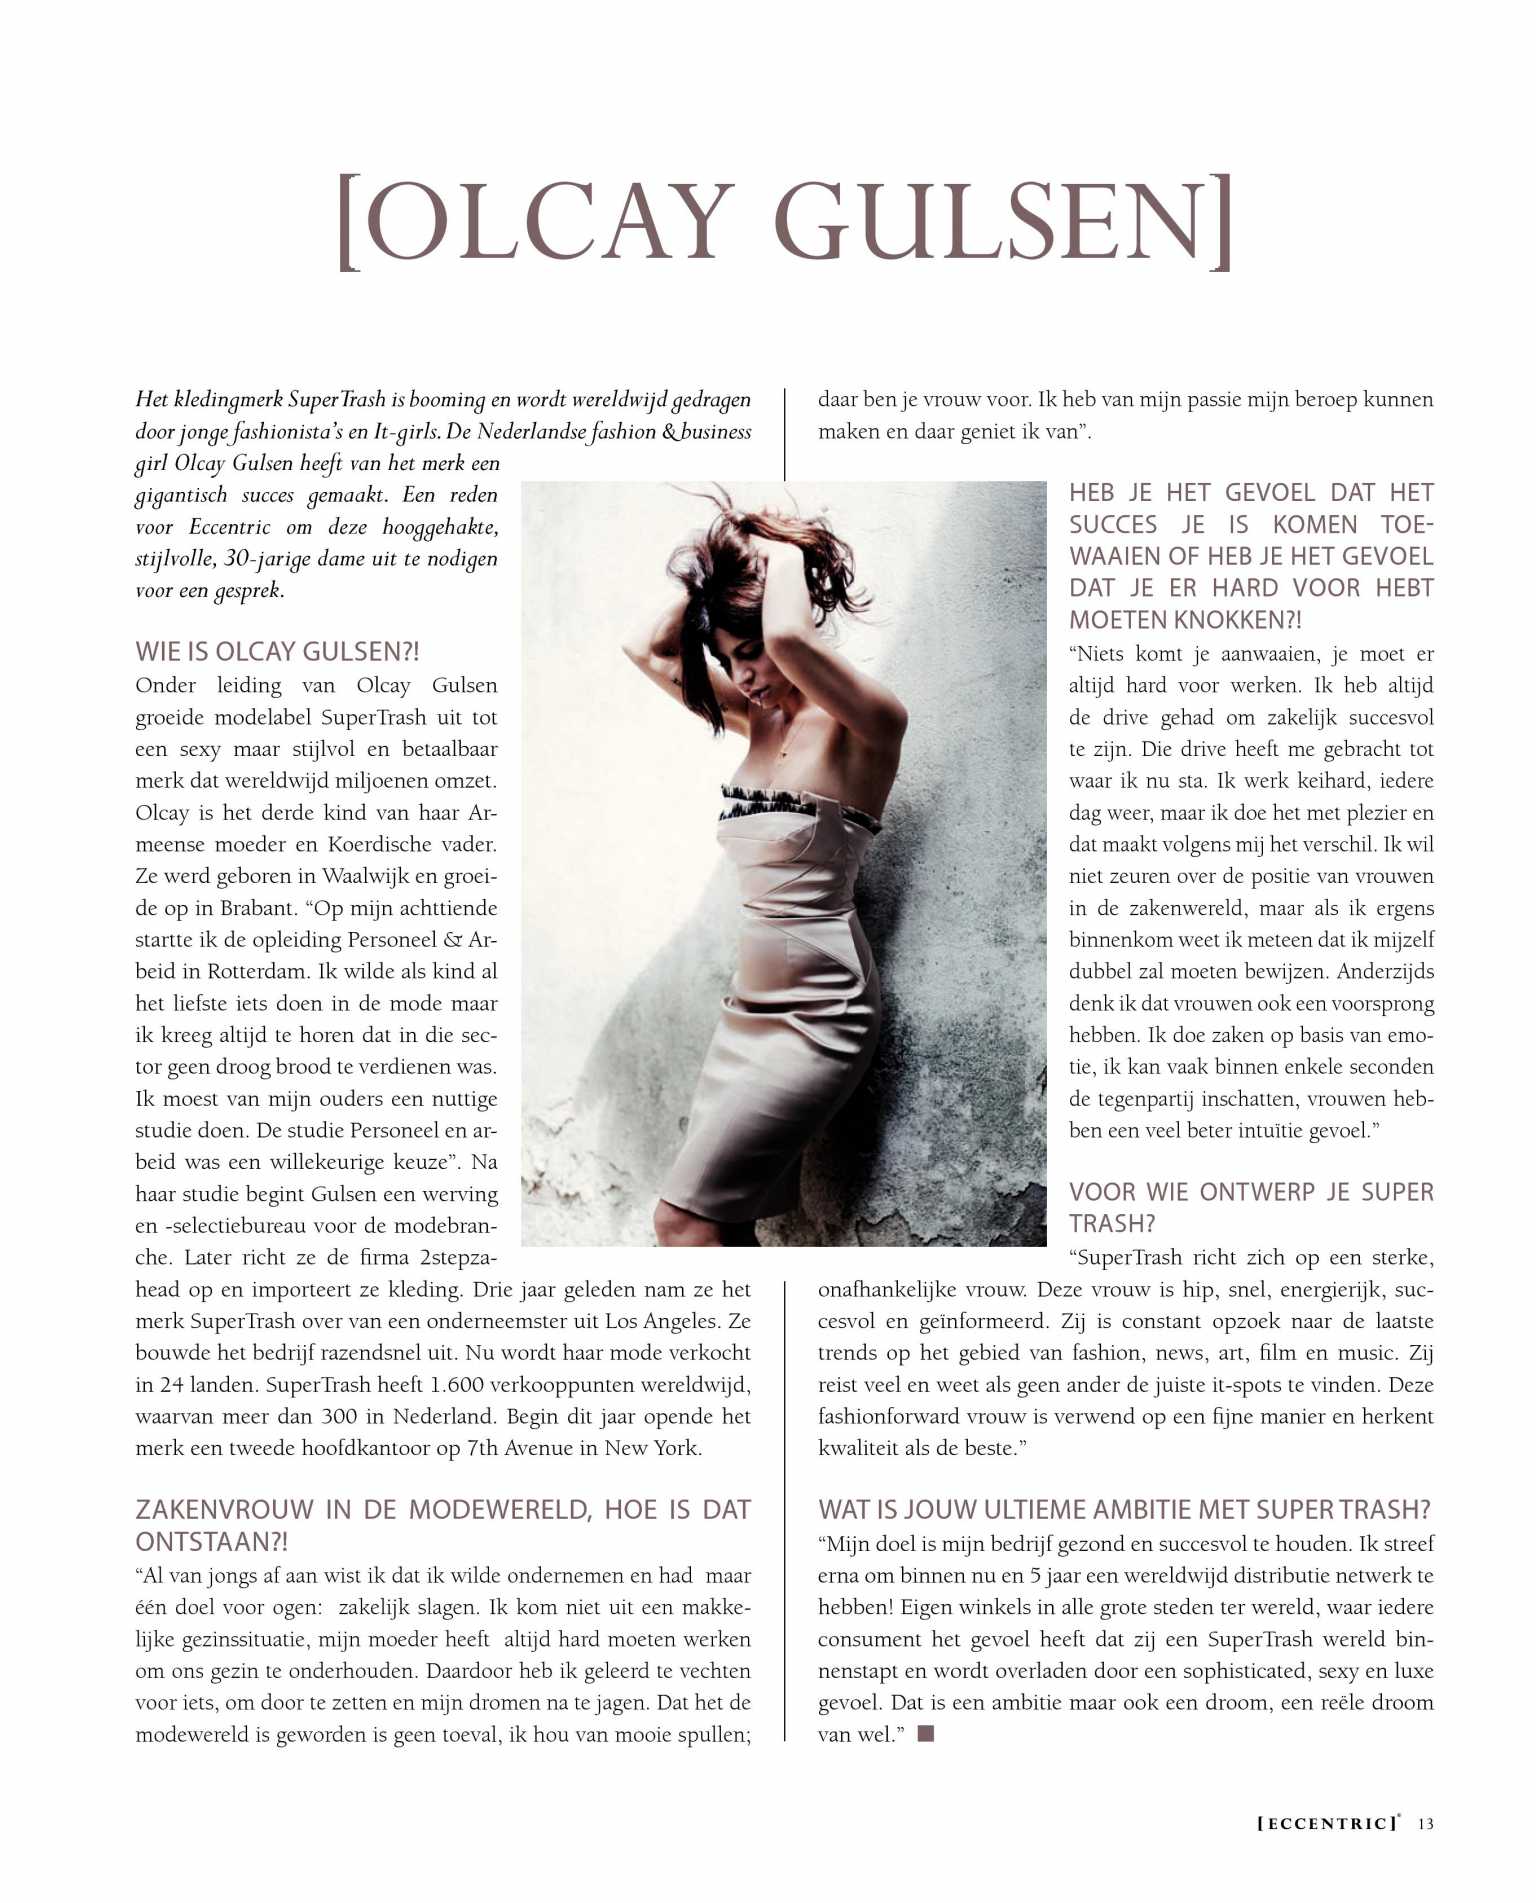 [OLCAY GULSEN]
Het kledingmerk SuperTrash is booming en wordt wereldwijd gedragen
door jonge fashionista's en It-girls. De Nederlandse fashion & business
girl Olcay Gulsen heeft van het merk een
gigantisch succes gemaakt. Een reden
voor Eccentric om deze hooggehakte,
stijlvolle, 30-jarige dame uit te nodigen
voor een gesprek.
WIE IS OLCAY GULSEN?!
Onder leiding van Olcay Gulsen
groeide modelabel SuperTrash uit tot
een sexy maar stijlvol en betaalbaar
merk dat wereldwijd miljoenen omzet.
Olcay is het derde kind van haar Ar-
meense moeder en Koerdische vader.
Ze werd geboren in Waalwijk en groei-
de op in Brabant. “Op mijn achttiende
startte ik de opleiding Personeel & Ar-
beid in Rotterdam. Ik wilde als kind al
het liefste iets doen in de mode maar
ik kreeg altijd te horen dat in die sec-
tor geen droog brood te verdienen was.
Ik moest van mijn ouders een nuttige
studie doen. De studie Personeel en ar-
beid was een willekeurige keuze”. Na
haar studie begint Gulsen een werving
en -selectiebureau voor de modebran-
che. Later richt ze de firma 2stepza-
head op en importeert ze kleding. Drie jaar geleden nam ze het
merk SuperTrash over van een onderneemster uit Los Angeles. Ze
bouwde het bedrijf razendsnel uit. Nu wordt haar mode verkocht
in 24 landen. SuperTrash heeft 1.600 verkooppunten wereldwijd,
waarvan meer dan 300 in Nederland. Begin dit jaar opende het
merk een tweede hoofdkantoor op 7th Avenue in New York.
ZAKENVROUW IN DE MODEWERELD, HOE IS DAT
ONTSTAAN?!
“Al van jongs af aan wist ik dat ik wilde ondernemen en had maar
één doel voor ogen: zakelijk slagen. Ik kom niet uit een makke-
lijke gezinssituatie, mijn moeder heeft altijd hard moeten werken
om ons gezin te onderhouden. Daardoor heb ik geleerd te vechten
voor iets, om door te zetten en mijn dromen na te jagen. Dat het de
modewereld is geworden is geen toeval, ik hou van mooie spullen;
daar ben je vrouw voor. Ik heb van mijn passie mijn beroep kunnen
maken en daar geniet ik van”.
HEB JE HET GEVOEL DAT HET
SUCCES JE IS KOMEN TOE-
WAAIEN OF HEB JE HET GEVOEL
DAT JE ER HARD VOOR HEBT
MOETEN KNOKKEN?!
“Niets komt je aanwaaien, je moet er
altijd hard voor werken. Ik heb altijd
de drive gehad om zakelijk succesvol
te zijn. Die drive heeft me gebracht tot
waar ik nu sta. Ik werk keihard, iedere
dag weer, maar ik doe het met plezier en
dat maakt volgens mij het verschil. Ik wil
niet zeuren over de positie van vrouwen
in de zakenwereld, maar als ik ergens
binnenkom weet ik meteen dat ik mijzelf
dubbel zal moeten bewijzen. Anderzijds
denk ik dat vrouwen ook een voorsprong
hebben. Ik doe zaken op basis van emo-
tie, ik kan vaak binnen enkele seconden
de tegenpartij inschatten, vrouwen heb-
ben een veel beter intuïtie gevoel.”
VOOR WIE ONTWERP JE SUPER
TRASH?
“SuperTrash richt zich op een sterke,
onafhankelijke vrouw. Deze vrouw is hip, snel, energierijk, suc-
cesvol en geïnformeerd. Zij is constant opzoek naar de laatste
trends op het gebied van fashion, news, art, film en music. Zij
reist veel en weet als geen ander de juiste it-spots te vinden. Deze
fashionforward vrouw is verwend op een fijne manier en herkent
kwaliteit als de beste.”
WAT IS JOUW ULTIEME AMBITIE MET SUPER TRASH?
“Mijn doel is mijn bedrijf gezond en succesvol te houden. Ik streef
erna om binnen nu en 5 jaar een wereldwijd distributie netwerk te
hebben! Eigen winkels in alle grote steden ter wereld, waar iedere
consument het gevoel heeft dat zij een SuperTrash wereld bin-
nenstapt en wordt overladen door een sophisticated, sexy en luxe
gevoel. Dat is een ambitie maar ook een droom, een reële droom
van wel.” ■
[ECCENTRIC]® 13